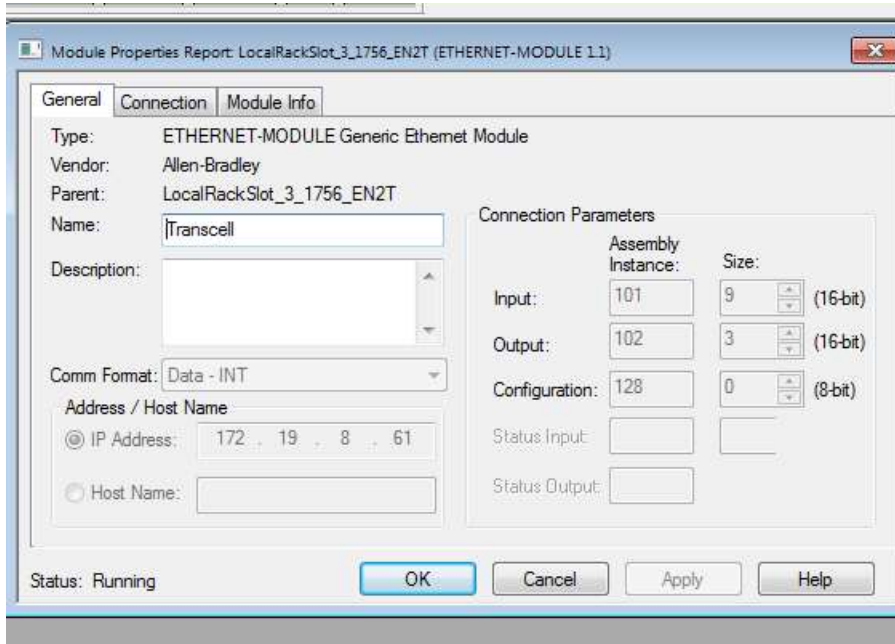 Module Properties Report: LocalRackSlot_3_1756_EN2T (ETHERNET-MODULE 1.1)
General Connection Module Info
Type: ETHERNET-MODULE Generic Ethernet Module
Vendor: Allen-Bradley
Parent: LocalRackSlot_3_1756_EN2T
Name: Transcell
Description:
Comm Format: Data - INT
Address / Host Name
IP Address: 172 . 19 . 8 . 61
Host Name:
Connection Parameters
Assembly Instance: Size:
Input: 101 9 (16-bit)
Output: 102 3 (16-bit)
Configuration: 128 0 (8-bit)
Status Input:
Status Output:
Status: Running OK Cancel Apply Help